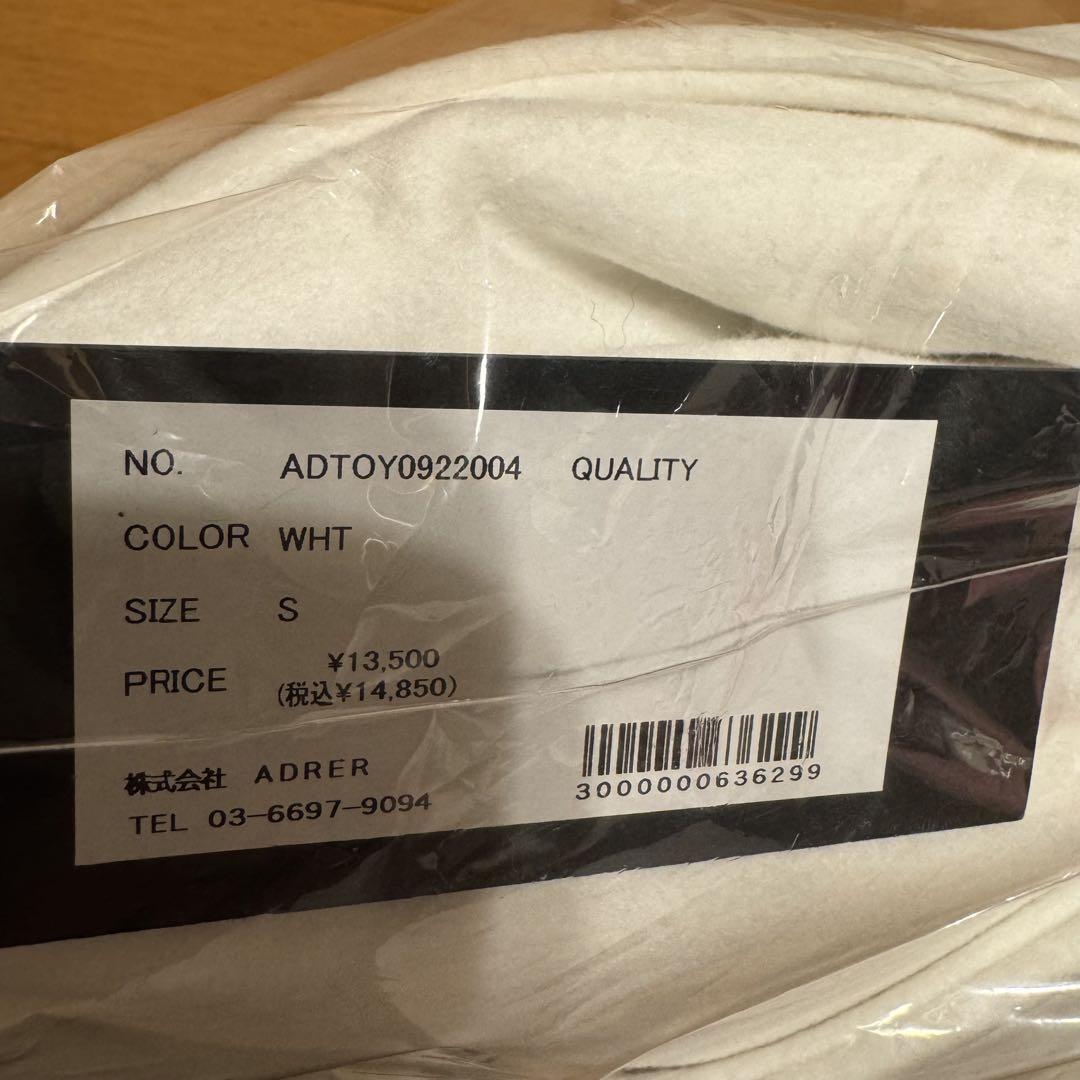 NO. ADTOY0922004 QUALITY
COLOR WHT
SIZE S
PRICE ¥13,500
(税込¥14,850)
株式会社 ADRER
TEL 03-6697-9094
3000000636299